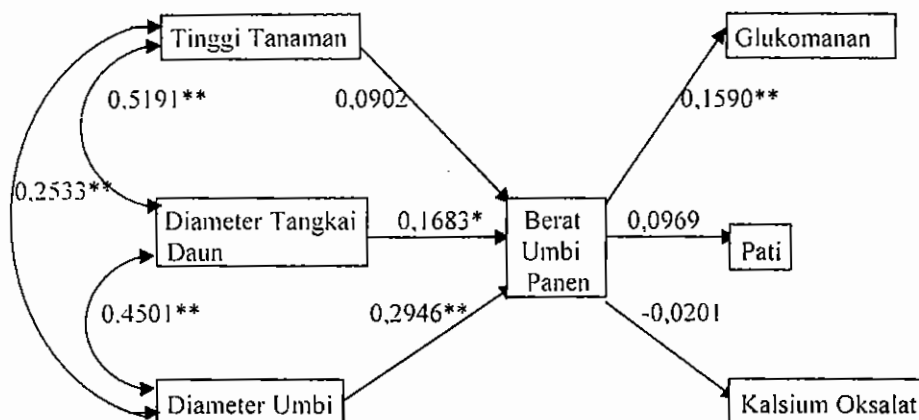 Tinggi Tanaman
Glukomanan
0.5191**
0,0902
0,1590**
0,2533**
Diameter Tangkai
Daun
0,1683*
Berat
Umbi
Panen
0,0969
Pati
0.4501**
0,2946**
-0,0201
Diameter Umbi
Kalsium Oksalat